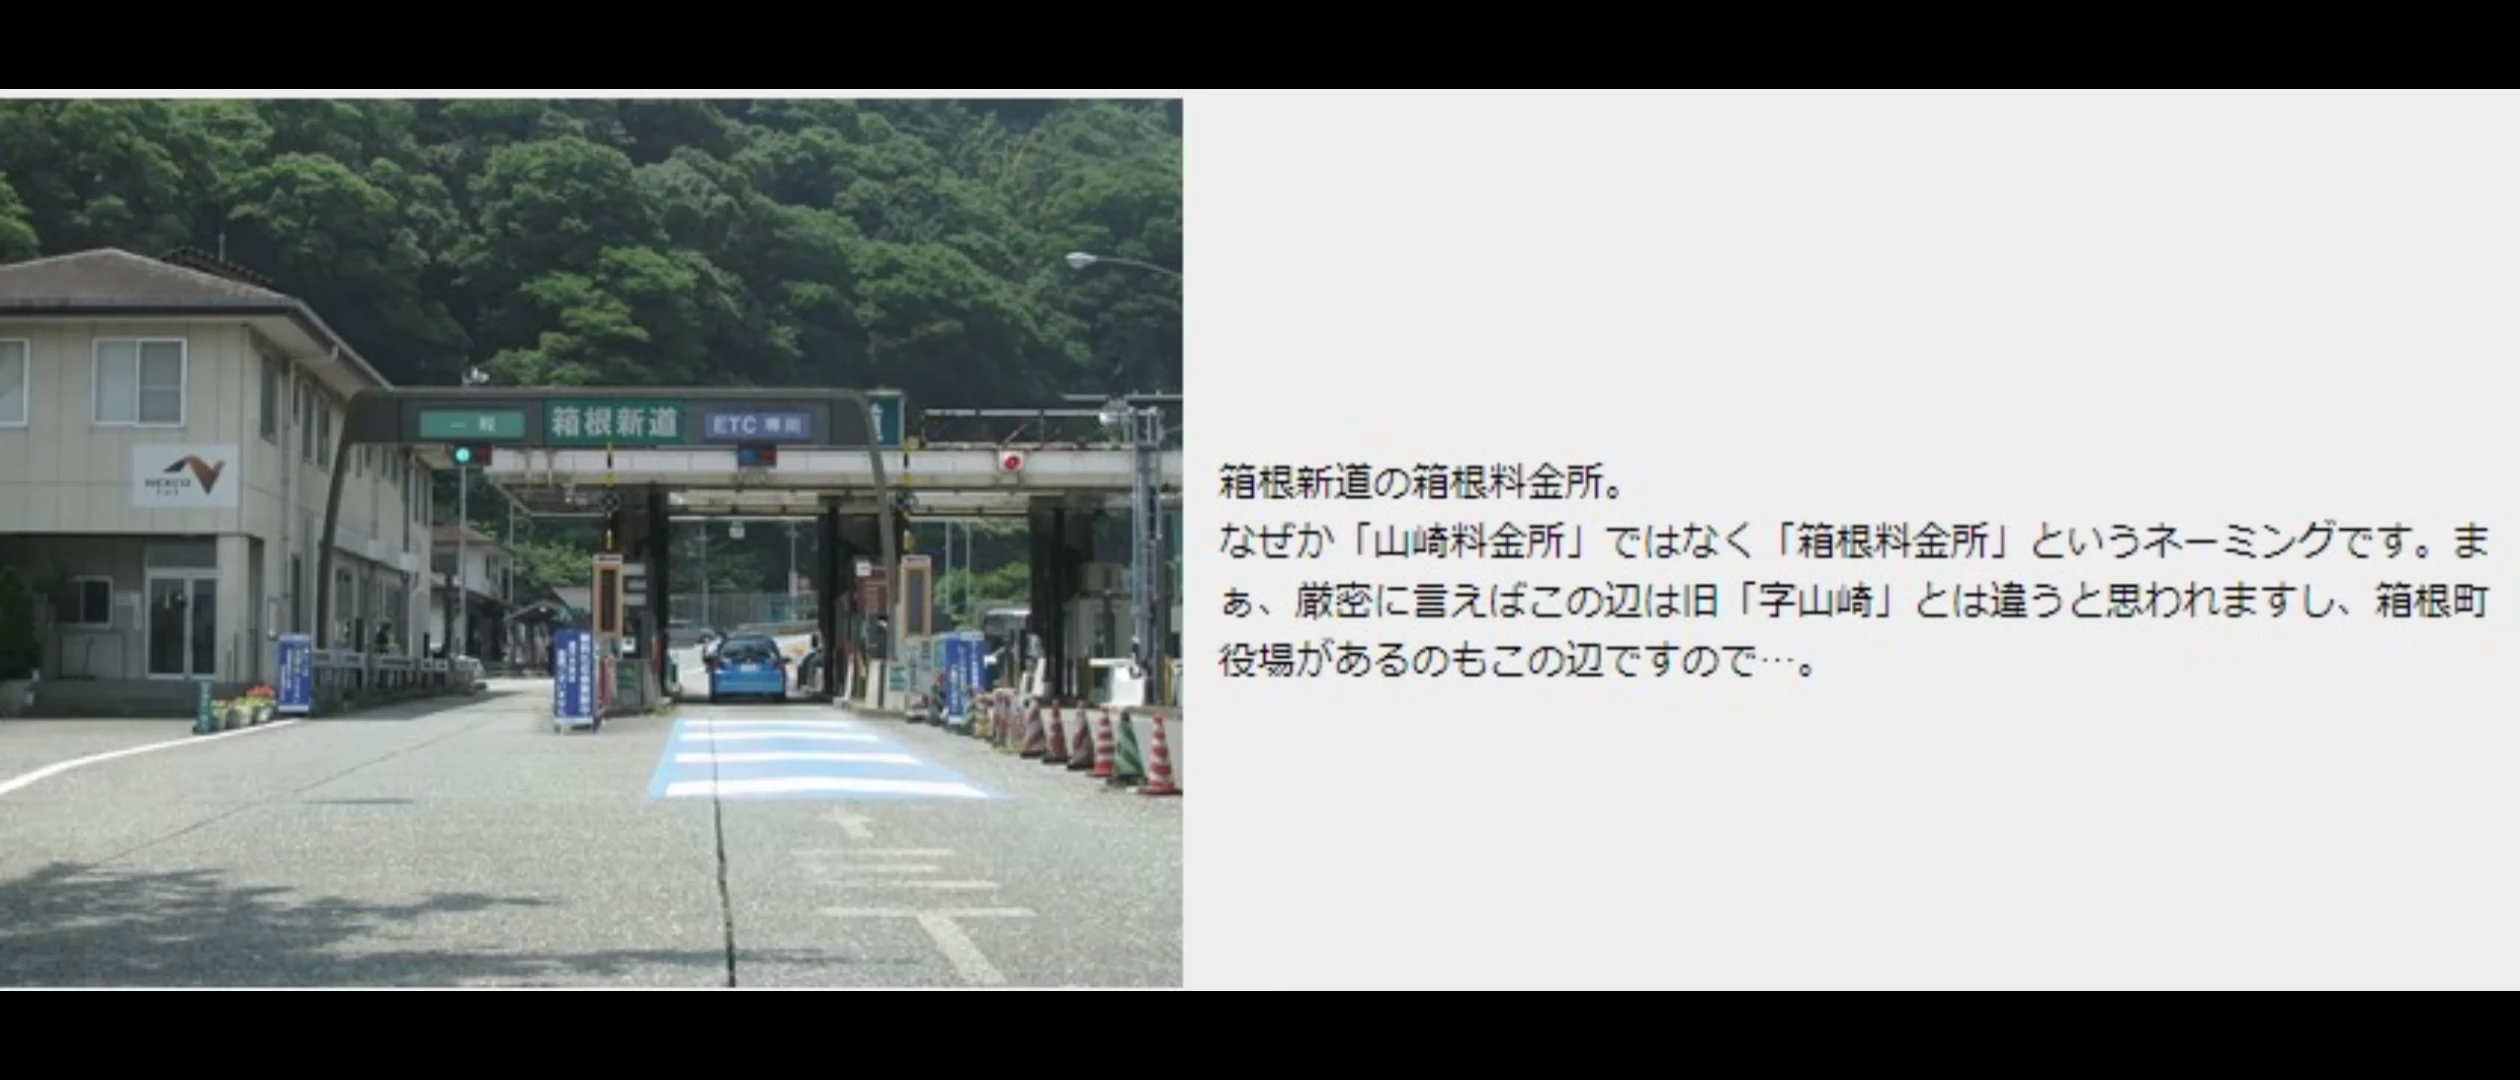 一般
箱根新道
ETC 専用
道
箱根新道の箱根料金所。
なぜか「山崎料金所」ではなく「箱根料金所」というネーミングです。ま
ぁ、厳密に言えばこの辺は旧「字山崎」とは違うと思われますし、箱根町
役場があるのもこの辺ですので…。